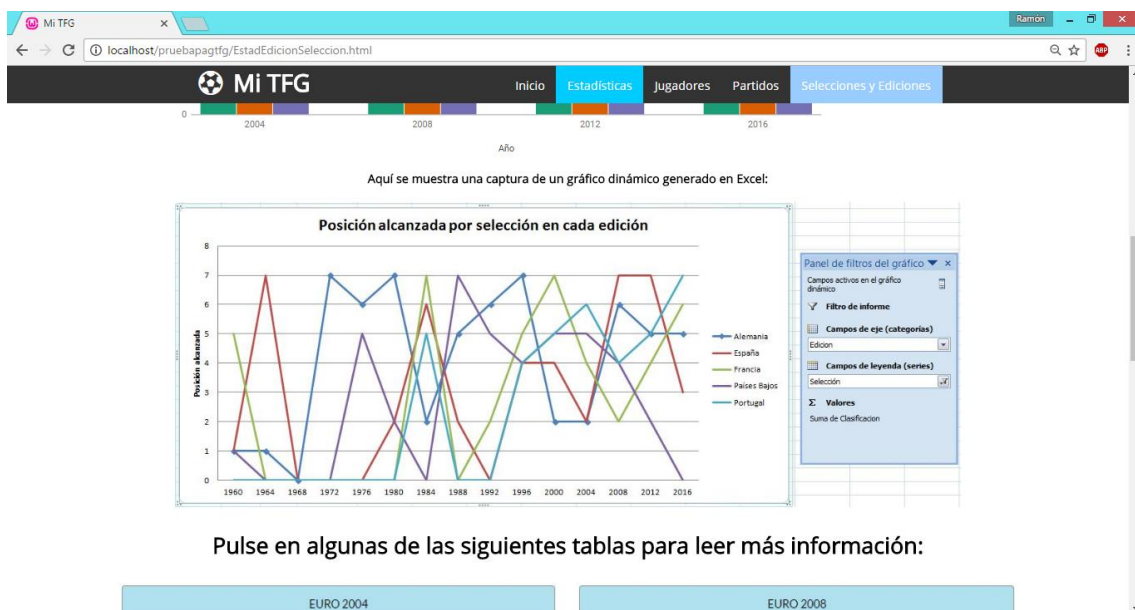 Mi TFG
Ramón
localhost/pruebapagtfg/EstadEdicionSeleccion.html
ABP
Mi TFG
Inicio
Estadísticas
Jugadores
Partidos
Selecciones y Ediciones
0
2004 2008 2012 2016
Año
Aquí se muestra una captura de un gráfico dinámico generado en Excel:
Posición alcanzada por selección en cada edición
Posición alcanzada
8
7
6
5
4
3
2
1
0
1960 1964 1968 1972 1976 1980 1984 1988 1992 1996 2000 2004 2008 2012 2016
Alemania
España
Francia
Países Bajos
Portugal
Panel de filtros del gráfico
Campos activos en el gráfico
dinámico
Filtro de informe
Campos de eje (categorías)
Edicion
Campos de leyenda (series)
Selección
Σ Valores
Suma de Clasificacion
Pulse en algunas de las siguientes tablas para leer más información:
EURO 2004
EURO 2008